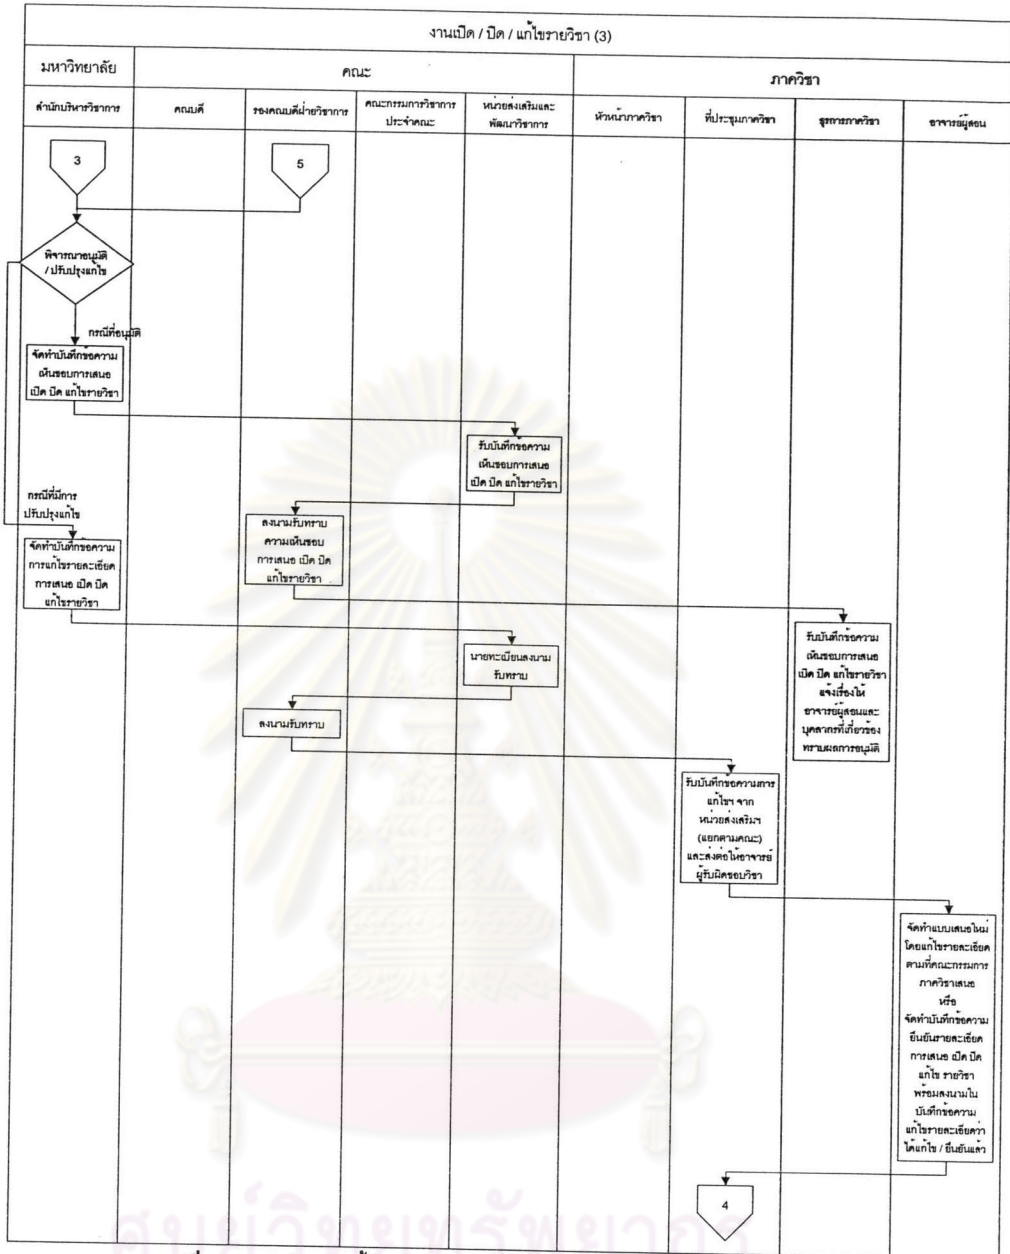 งานเปิด / ปิด / แก้ไขรายวิชา (3)
มหาวิทยาลัย
คณะ
ภาควิชา
สำนักบริหารวิชาการ
คณบดี
รองคณบดีฝ่ายวิชาการ
คณะกรรมการวิชาการ
ประจำคณะ
หน่วยส่งเสริมและ
พัฒนาวิชาการ
หัวหน้าภาควิชา
ที่ประชุมภาควิชา
ธุรการภาควิชา
อาจารย์ผู้สอน
3
5
พิจารณาอนุมัติ
/ ปรับปรุงแก้ไข
กรณีที่อนุมัติ
จัดทำบันทึกข้อความ
เห็นชอบการเสนอ
เปิด ปิด แก้ไขรายวิชา
รับบันทึกข้อความ
เห็นชอบการเสนอ
เปิด ปิด แก้ไขรายวิชา
กรณีที่มีการ
ปรับปรุงแก้ไข
ลงนามรับทราบ
ความเห็นชอบ
การเสนอ เปิด ปิด
แก้ไขรายวิชา
จัดทำบันทึกข้อความ
การแก้ไขรายละเอียด
การเสนอ เปิด ปิด
แก้ไขรายวิชา
รับบันทึกข้อความ
เห็นชอบการเสนอ
เปิด ปิด แก้ไขรายวิชา
แจ้งเรื่องให้
อาจารย์ผู้สอนและ
บุคลากรที่เกี่ยวข้อง
ทราบผลการอนุมัติ
นายทะเบียนลงนาม
รับทราบ
ลงนามรับทราบ
รับบันทึกข้อความการ
แก้ไขฯ จาก
หน่วยส่งเสริมฯ
(แยกตามคณะ)
และส่งต่อให้อาจารย์
ผู้รับผิดชอบวิชา
จัดทำแบบเสนอใหม่
โดยแก้ไขรายละเอียด
ตามที่คณะกรรมการ
ภาควิชาเสนอ
หรือ
จัดทำบันทึกข้อความ
ยืนยันรายละเอียด
การเสนอ เปิด ปิด
แก้ไข รายวิชา
พร้อมลงนามใน
บันทึกข้อความ
แก้ไขรายละเอียดว่า
ได้แก้ไข / ยืนยันแล้ว
4
ศูนย์วิทยทรัพยากร